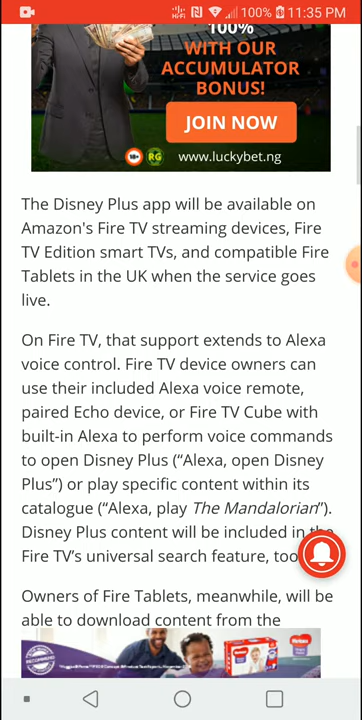 100% 11:35 PM
100%
WITH OUR
ACCUMULATOR
BONUS!
JOIN NOW
18+ RG www.luckybet.ng
The Disney Plus app will be available on
Amazon's Fire TV streaming devices, Fire
TV Edition smart TVs, and compatible Fire
Tablets in the UK when the service goes
live.
On Fire TV, that support extends to Alexa
voice control. Fire TV device owners can
use their included Alexa voice remote,
paired Echo device, or Fire TV Cube with
built-in Alexa to perform voice commands
to open Disney Plus (“Alexa, open Disney
Plus”) or play specific content within its
catalogue (“Alexa, play The Mandalorian”).
Disney Plus content will be included in the
Fire TV’s universal search feature, too
Owners of Fire Tablets, meanwhile, will be
able to download content from the
RECOMMEND
HUGGIES